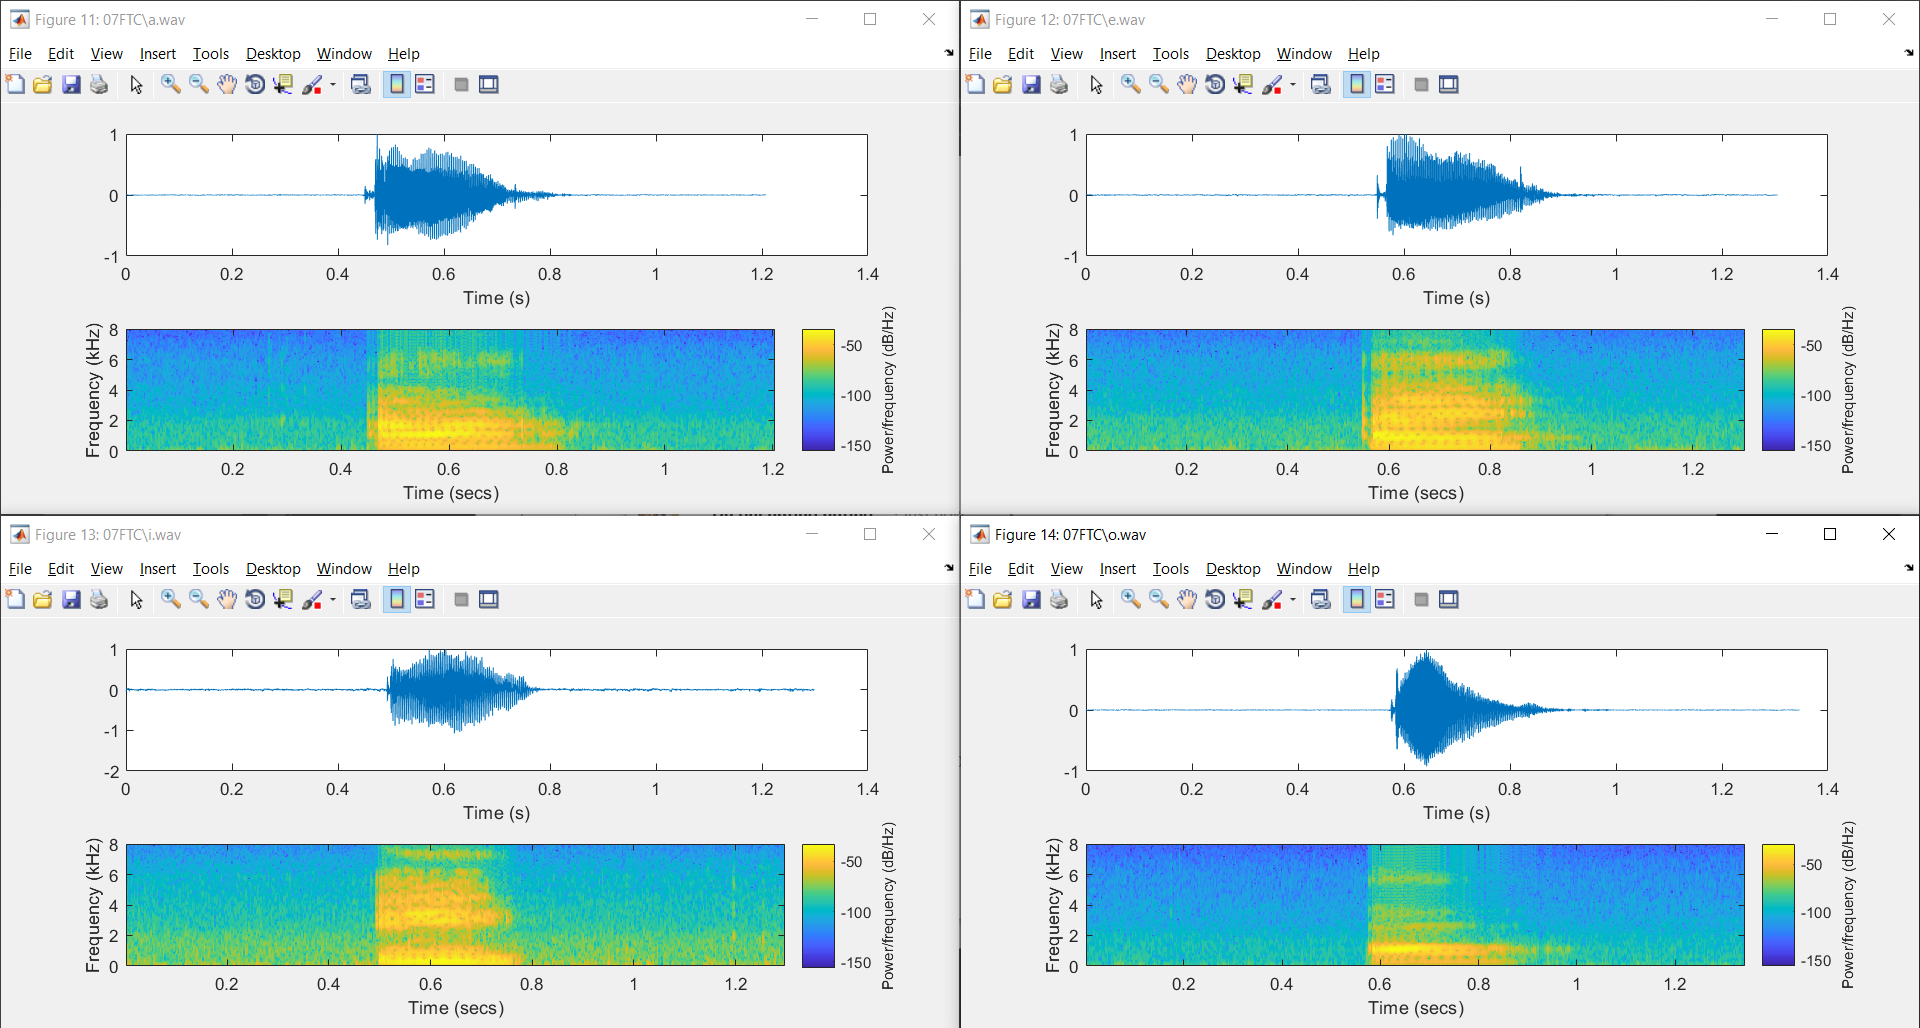 Figure 11: 07FTC\a.wav
File Edit View Insert Tools Desktop Window Help
1
0
-1
0 0.2 0.4 0.6 0.8 1 1.2 1.4
Time (s)
Frequency (kHz)
8
6
4
2
0
0.2 0.4 0.6 0.8 1 1.2
Time (secs)
-50
-100
-150
Power/frequency (dB/Hz)
Figure 12: 07FTC\e.wav
File Edit View Insert Tools Desktop Window Help
1
0
-1
0 0.2 0.4 0.6 0.8 1 1.2 1.4
Time (s)
Frequency (kHz)
8
6
4
2
0
0.2 0.4 0.6 0.8 1 1.2
Time (secs)
-50
-100
-150
Power/frequency (dB/Hz)
Figure 13: 07FTC\i.wav
File Edit View Insert Tools Desktop Window Help
1
0
-1
-2
0 0.2 0.4 0.6 0.8 1 1.2 1.4
Time (s)
Frequency (kHz)
8
6
4
2
0
0.2 0.4 0.6 0.8 1 1.2
Time (secs)
-50
-100
-150
Power/frequency (dB/Hz)
Figure 14: 07FTC\o.wav
File Edit View Insert Tools Desktop Window Help
1
0
-1
0 0.2 0.4 0.6 0.8 1 1.2 1.4
Time (s)
Frequency (kHz)
8
6
4
2
0
0.2 0.4 0.6 0.8 1 1.2
Time (secs)
-50
-100
-150
Power/frequency (dB/Hz)